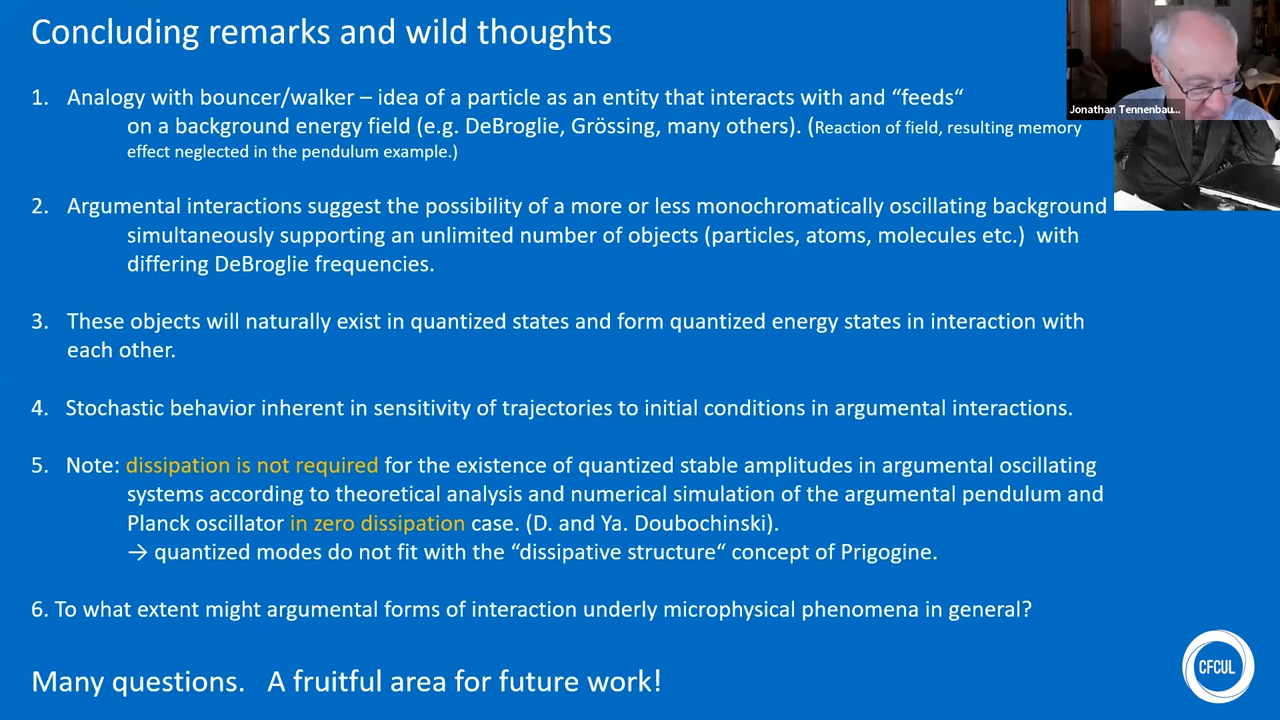 Concluding remarks and wild thoughts
Jonathan Tennenbau...
1. Analogy with bouncer/walker – idea of a particle as an entity that interacts with and “feeds“
on a background energy field (e.g. DeBroglie, Grössing, many others). (Reaction of field, resulting memory
effect neglected in the pendulum example.)
2. Argumental interactions suggest the possibility of a more or less monochromatically oscillating background
simultaneously supporting an unlimited number of objects (particles, atoms, molecules etc.) with
differing DeBroglie frequencies.
3. These objects will naturally exist in quantized states and form quantized energy states in interaction with
each other.
4. Stochastic behavior inherent in sensitivity of trajectories to initial conditions in argumental interactions.
5. Note: dissipation is not required for the existence of quantized stable amplitudes in argumental oscillating
systems according to theoretical analysis and numerical simulation of the argumental pendulum and
Planck oscillator in zero dissipation case. (D. and Ya. Doubochinski).
→ quantized modes do not fit with the “dissipative structure“ concept of Prigogine.
6. To what extent might argumental forms of interaction underly microphysical phenomena in general?
CFCUL
Many questions. A fruitful area for future work!